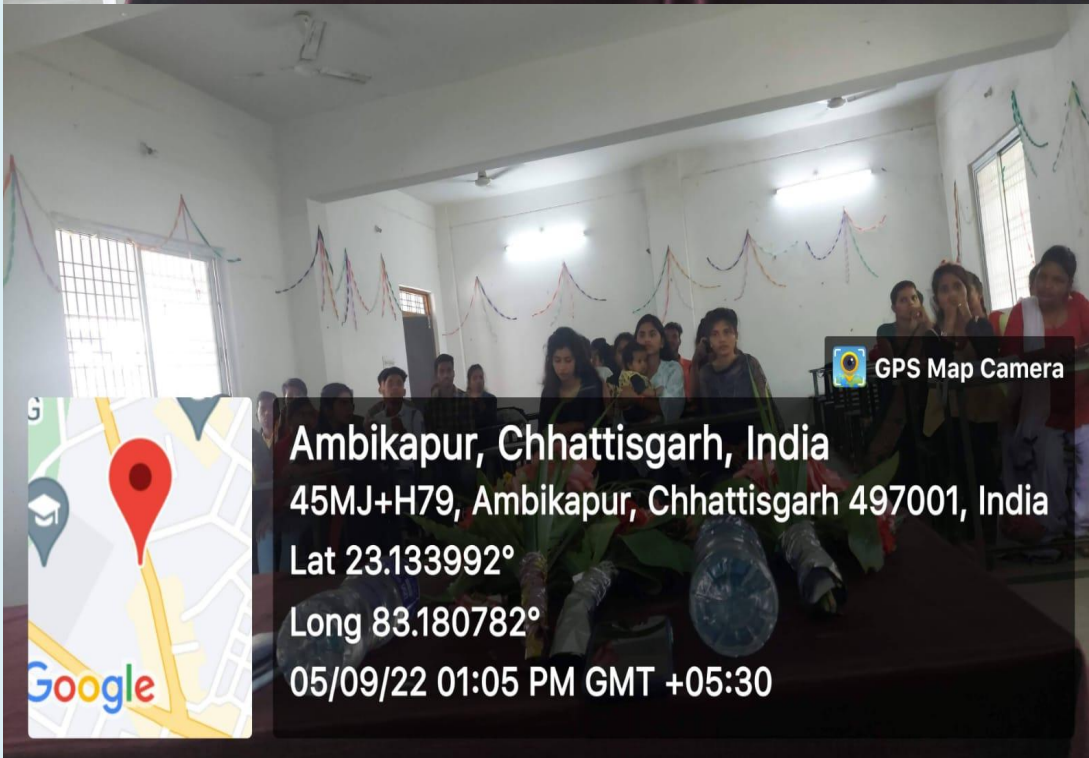 GPS Map Camera
Ambikapur, Chhattisgarh, India
45MJ+H79, Ambikapur, Chhattisgarh 497001, India
Lat 23.133992°
Long 83.180782°
05/09/22 01:05 PM GMT +05:30
G
Google